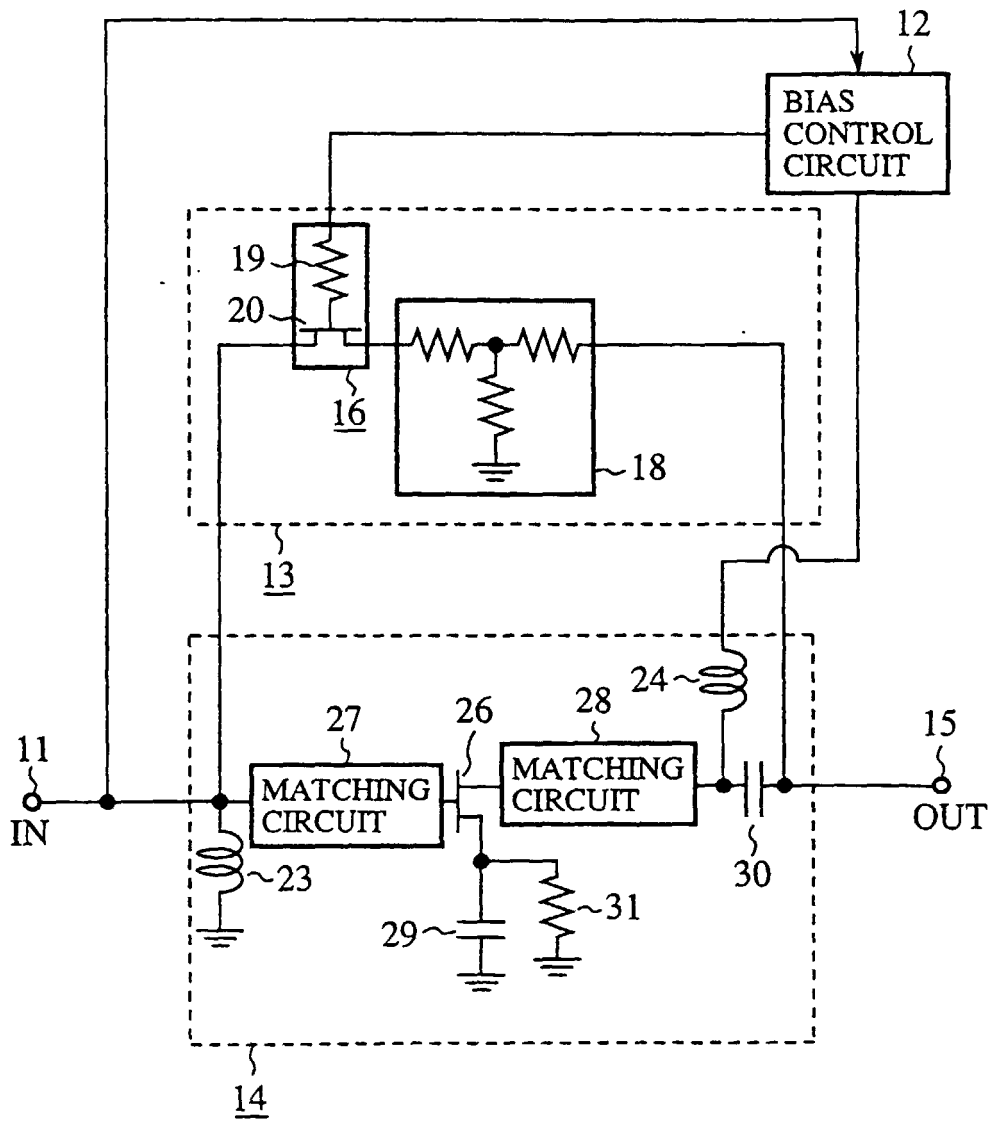 12
BIAS
CONTROL
CIRCUIT
19
20
16
18
13
24
26
27
28
15
11
MATCHING
CIRCUIT
MATCHING
CIRCUIT
IN
OUT
23
30
31
29
14